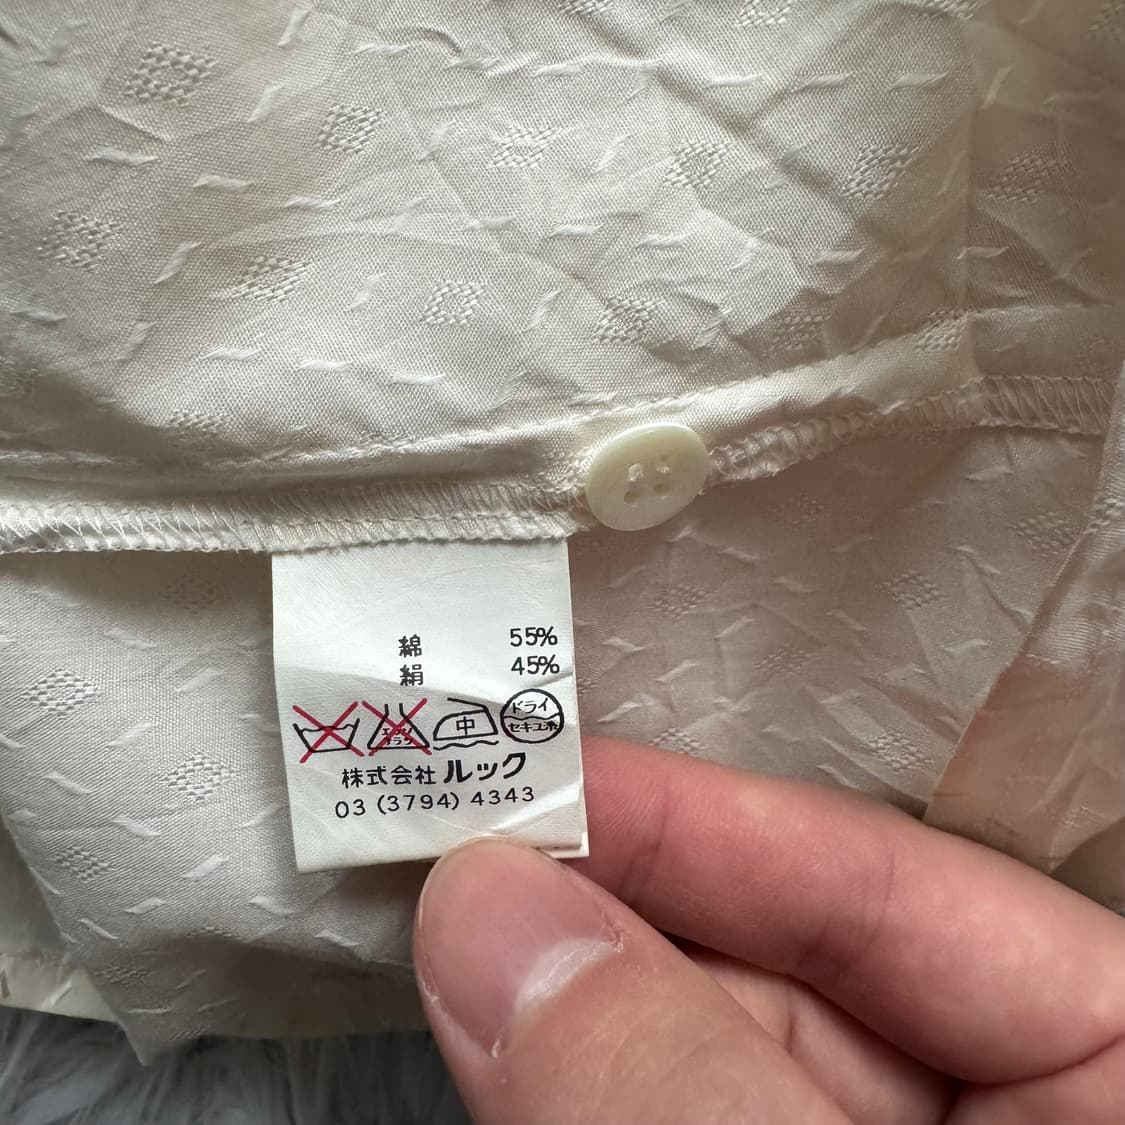 綿 55%
絹 45%
エンソ サラシ 中 ドライ セキユ系
株式会社 ルック
03 (3794) 4343